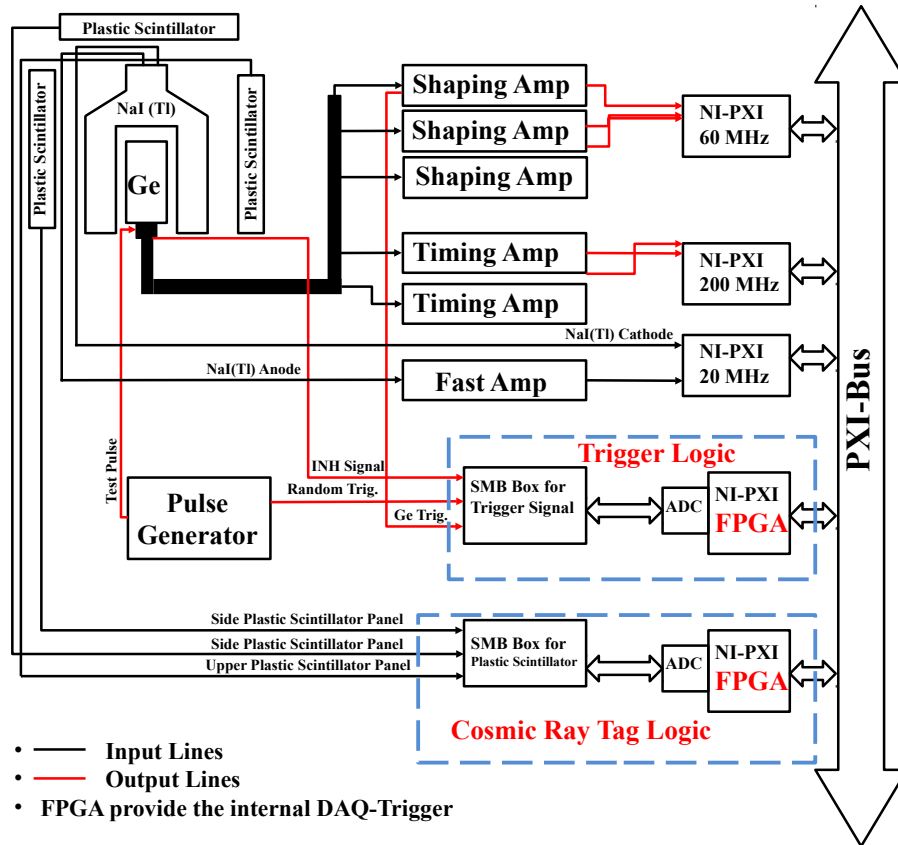 Plastic Scintillator
Plastic Scintillator
NaI (Tl)
Plastic Scintillator
Ge
Shaping Amp
Shaping Amp
Shaping Amp
Timing Amp
Timing Amp
NI-PXI
60 MHz
NI-PXI
200 MHz
NaI(Tl) Cathode
NI-PXI
20 MHz
NaI(Tl) Anode
Fast Amp
PXI-Bus
Test Pulse
Pulse
Generator
INH Signal
Random Trig.
Ge Trig.
Trigger Logic
SMB Box for
Trigger Signal
ADC
NI-PXI
FPGA
Side Plastic Scintillator Panel
Side Plastic Scintillator Panel
Upper Plastic Scintillator Panel
SMB Box for
Plastic Scintillator
ADC
NI-PXI
FPGA
Cosmic Ray Tag Logic
• Input Lines
• Output Lines
• FPGA provide the internal DAQ-Trigger